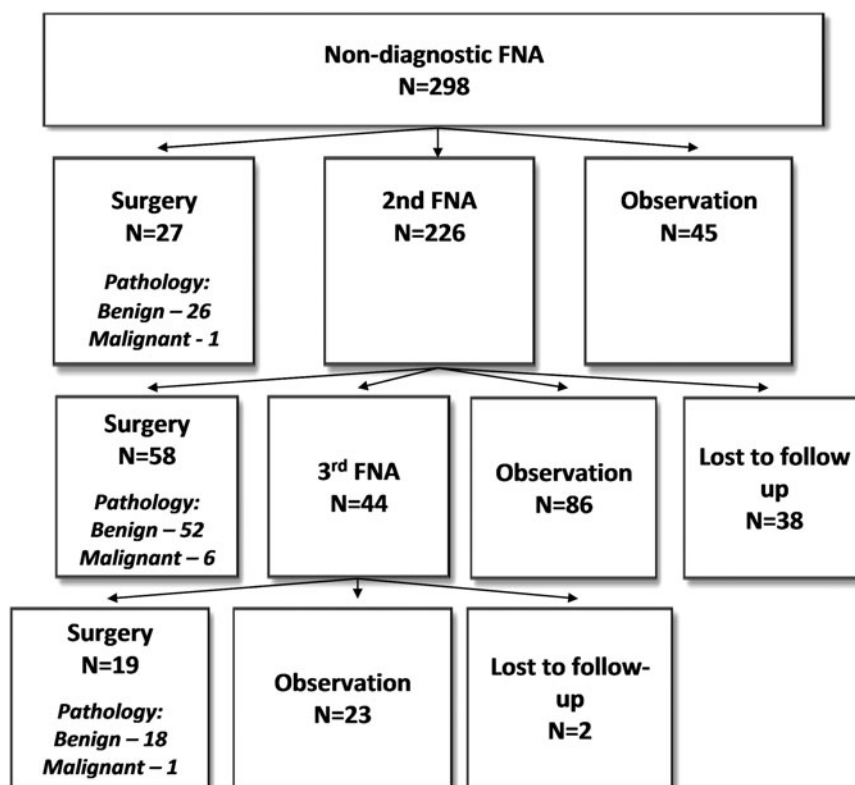 Non-diagnostic FNA
N=298
Surgery
N=27
Pathology:
Benign – 26
Malignant - 1
2nd FNA
N=226
Observation
N=45
Surgery
N=58
Pathology:
Benign – 52
Malignant – 6
3rd FNA
N=44
Observation
N=86
Lost to follow
up
N=38
Surgery
N=19
Pathology:
Benign – 18
Malignant – 1
Observation
N=23
Lost to follow-
up
N=2